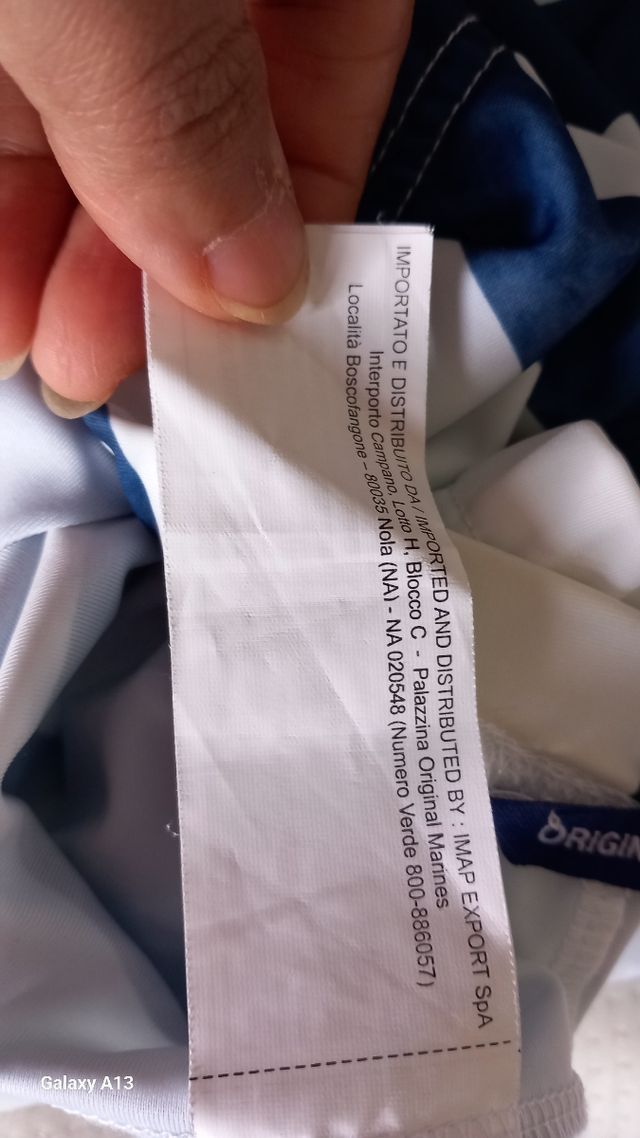 IMPORTATO E DISTRIBUITO DA / IMPORTED AND DISTRIBUTED BY : IMAP EXPORT SpA
Interporto Campano, Lotto H, Blocco C - Palazzina Original Marines
Località Boscofangone – 80035 Nola (NA) - NA 020548 (Numero Verde 800-886057)
ORIGIN
Galaxy A13